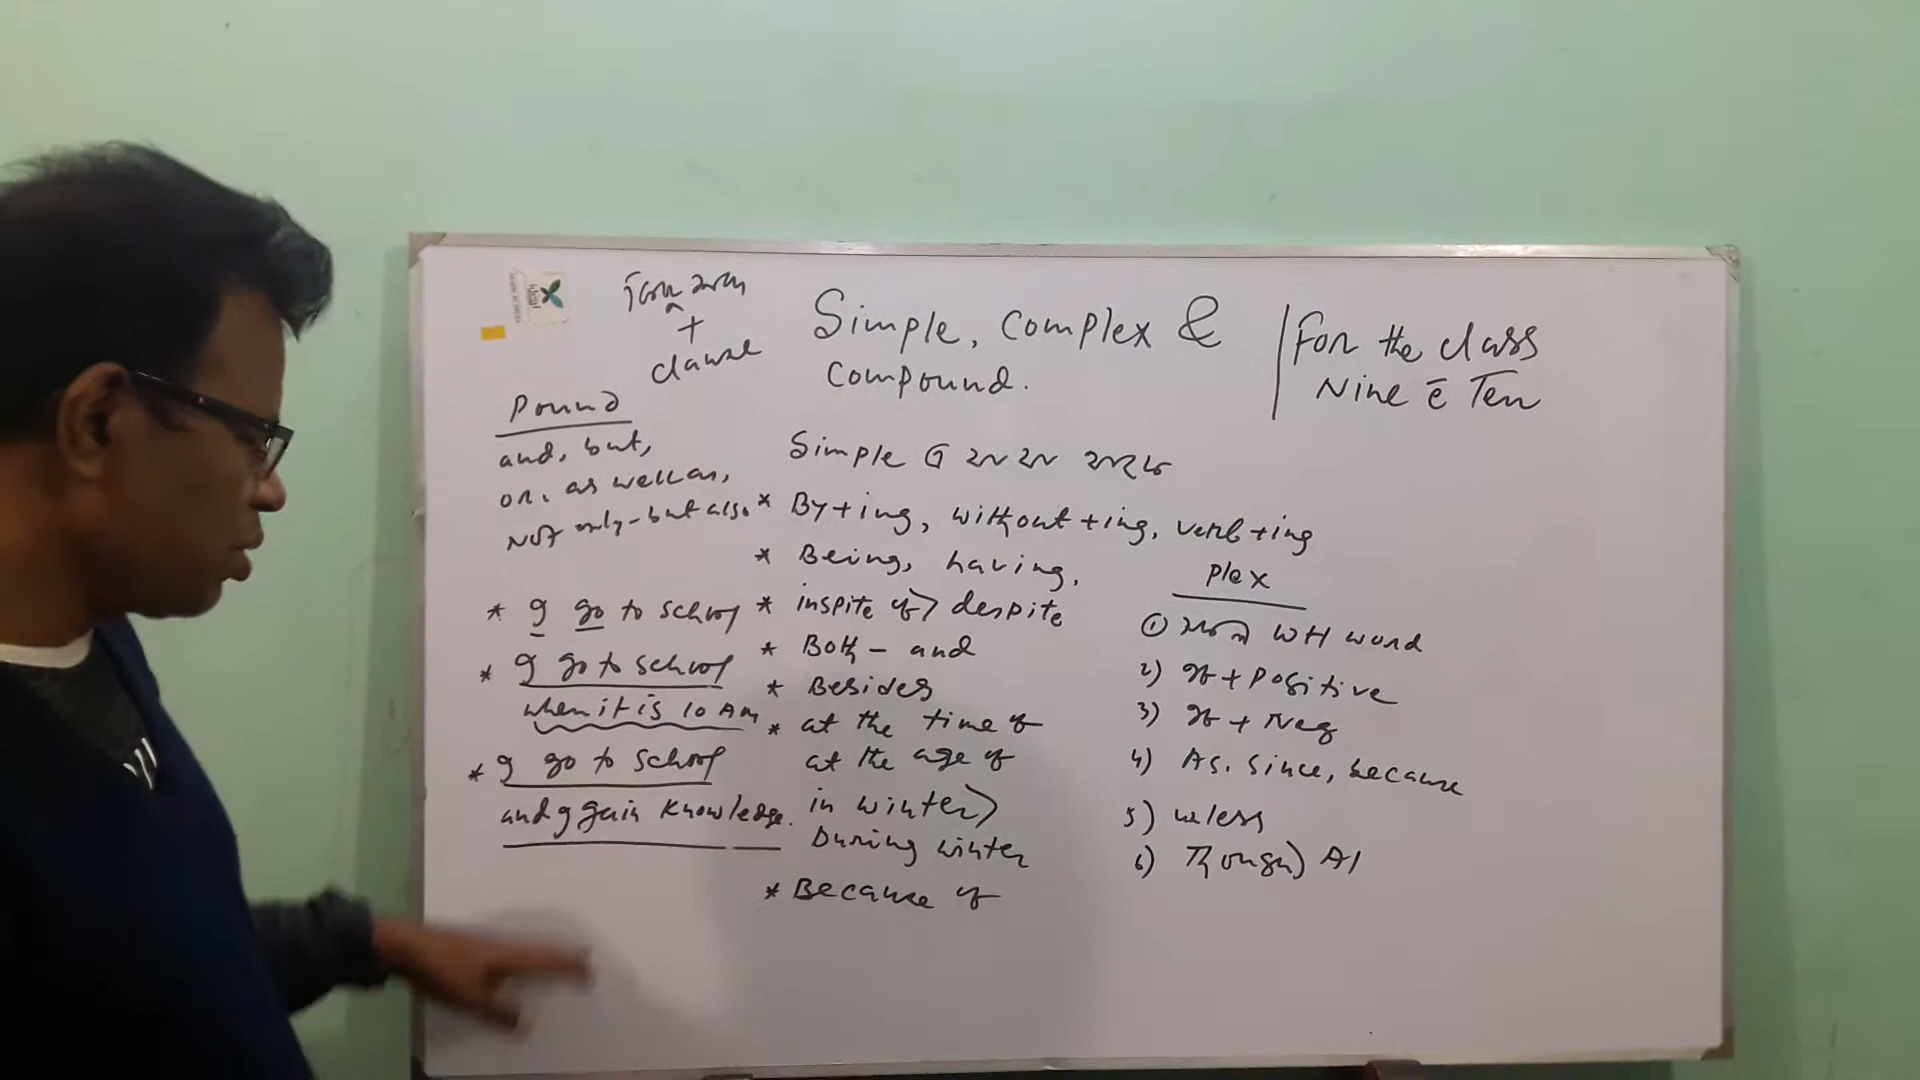 +
clause
Simple, complex &
compound.
For the class
Nine & Ten
Pound
and, but,
or, as well as,
Not only - but also
* I go to school
* I go to school
when it is 10 AM
* I go to school
and I gain knowledge.
Simple
* By + ing, without + ing, verb + ing
* Being, having,
* inspite of) despite
* Both - and
* Besides
* at the time of
at the age of
in winter)
During winter
* Because of
Plex
① WH word
2) + Positive
3) + Neg
4) As, since, because
5) unless
6) Though) Al